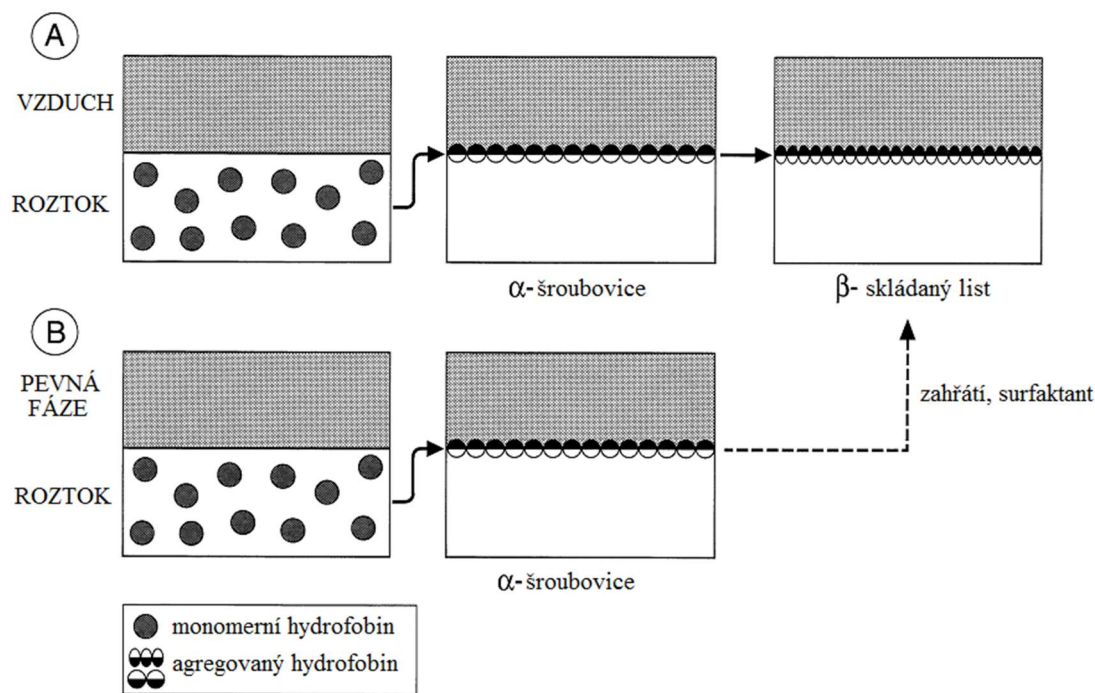 A
VZDUCH
ROZTOK
α- šroubovice
β- skládaný list
B
PEVNÁ
FÁZE
zahřátí, surfaktant
ROZTOK
α- šroubovice
monomerní hydrofobin
agregovaný hydrofobin